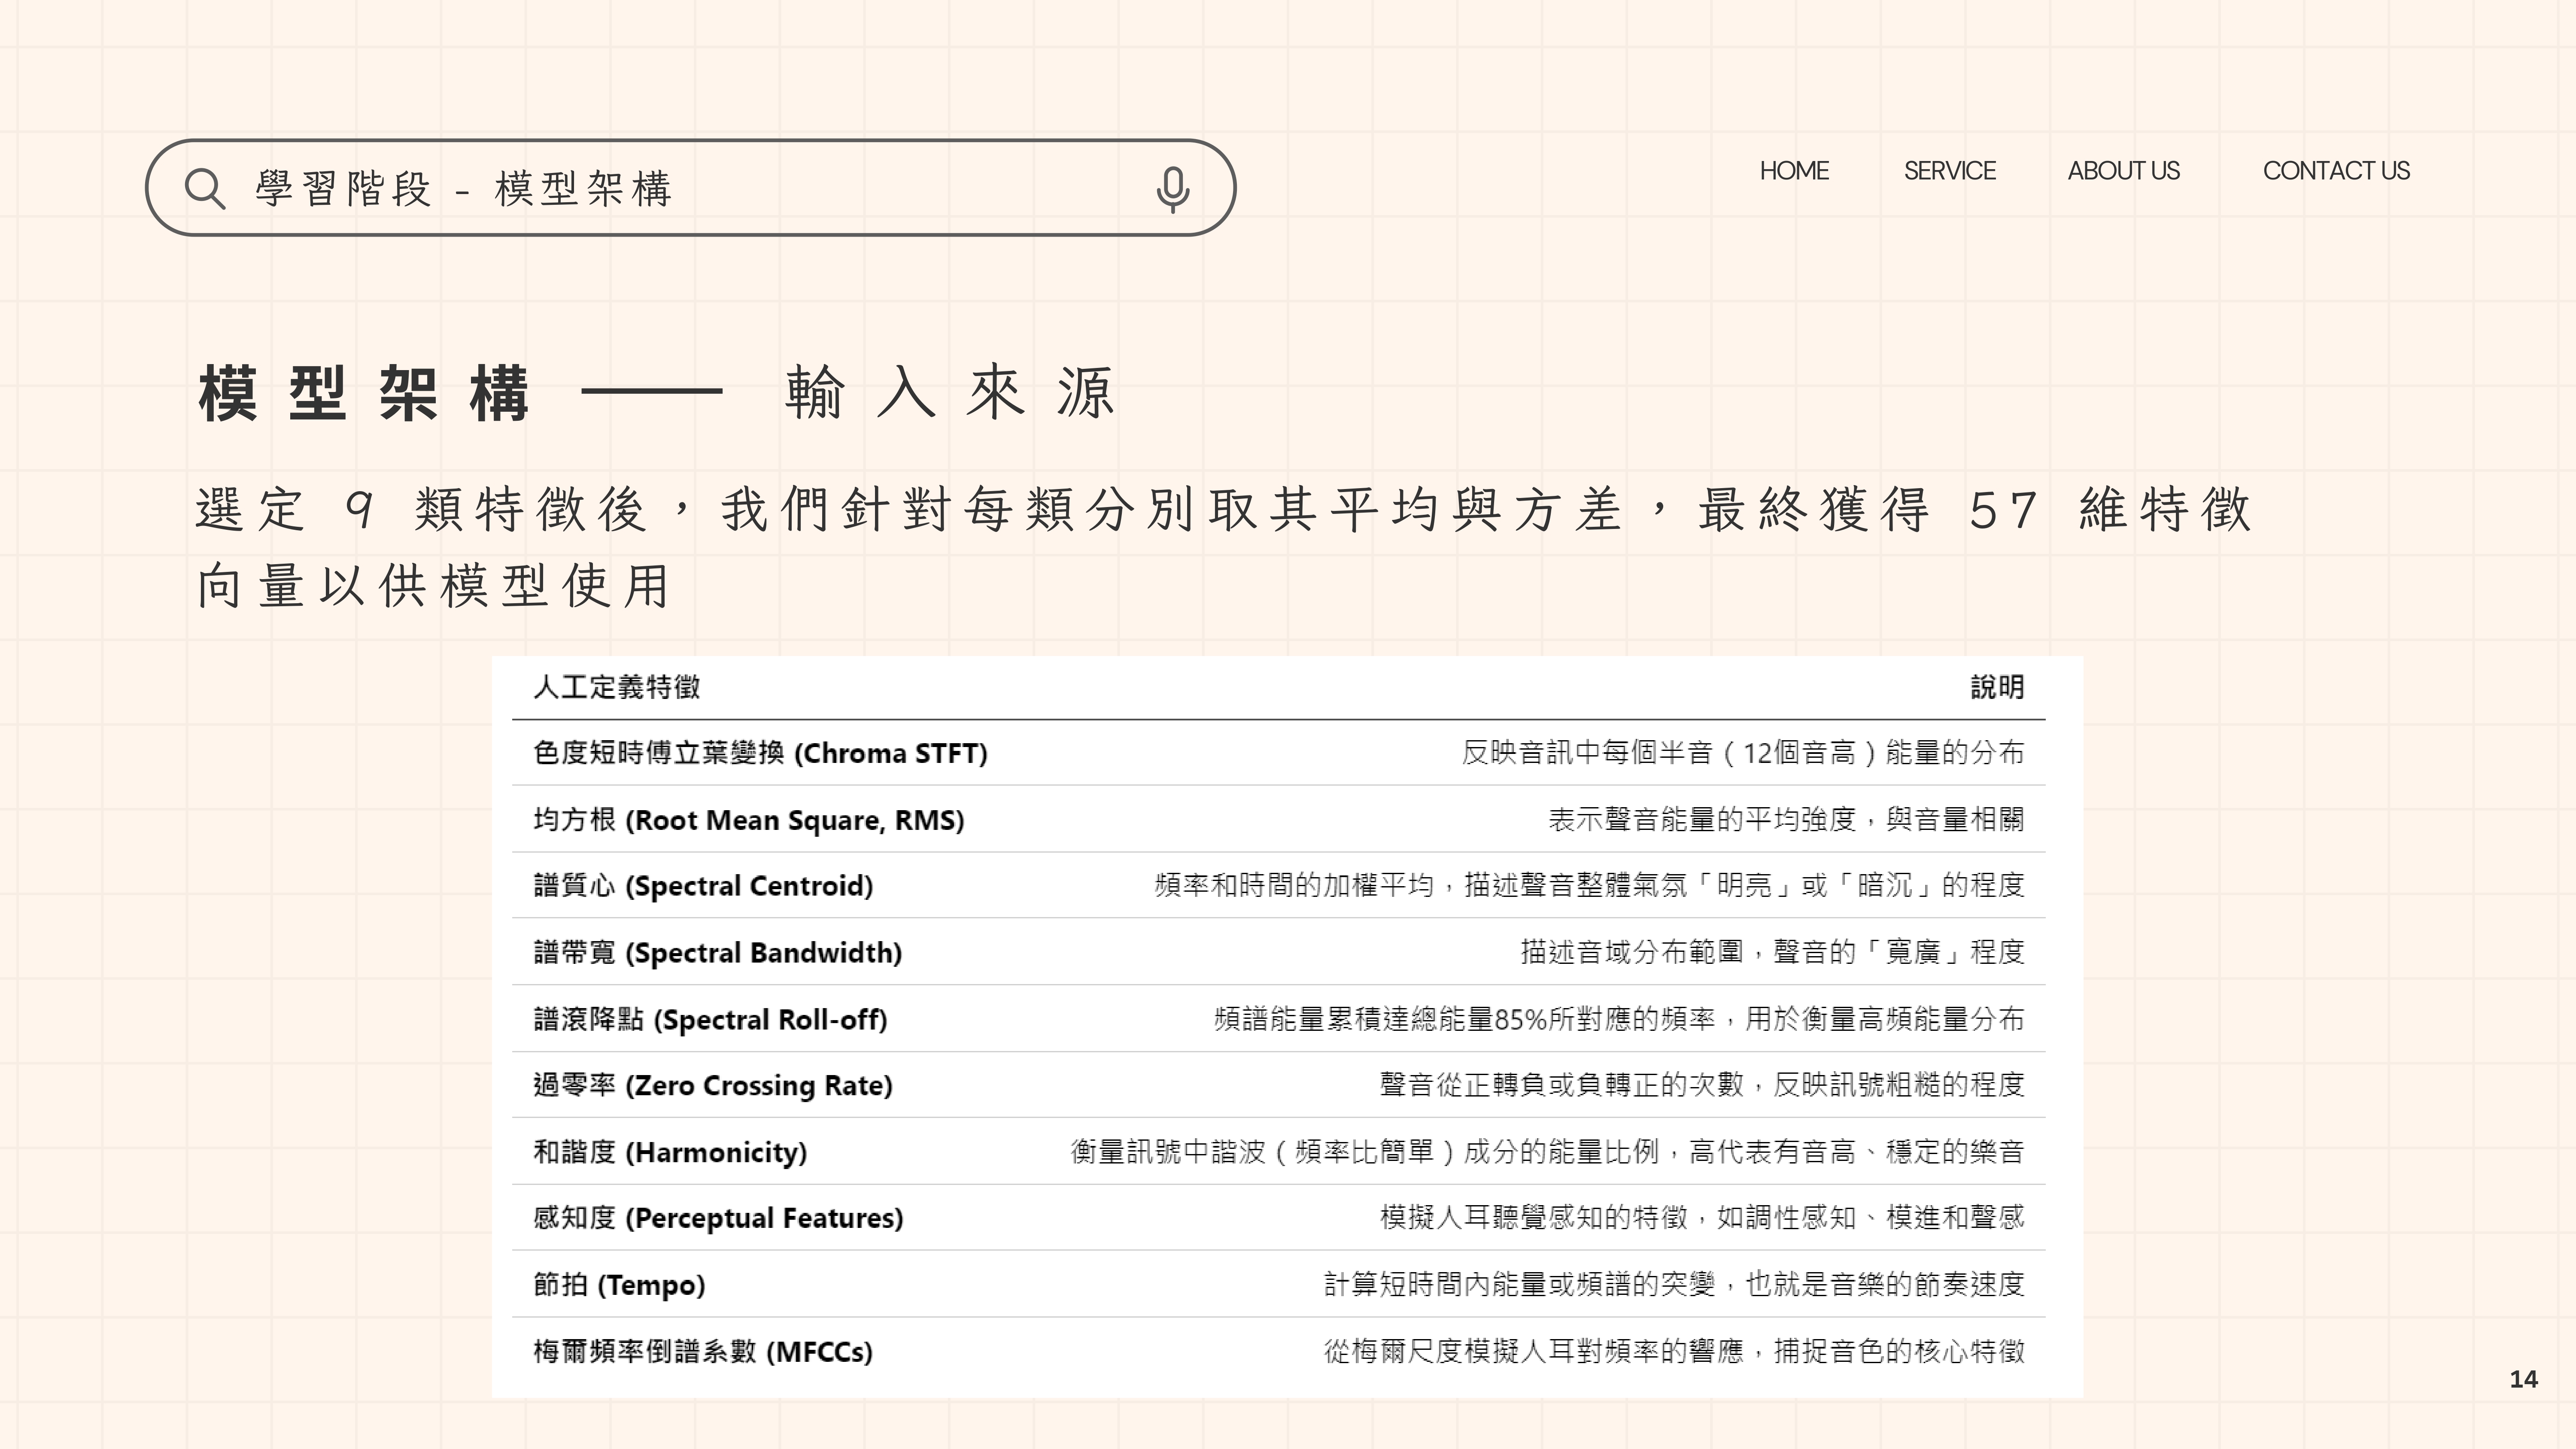 學習階段 - 模型架構
HOME SERVICE ABOUT US CONTACT US
模型架構 —— 輸入來源
選定 9 類特徵後，我們針對每類分別取其平均與方差，最終獲得 57 維特徵
向量以供模型使用
人工定義特徵 說明
色度短時傅立葉變換 (Chroma STFT) 反映音訊中每個半音（12個音高）能量的分布
均方根 (Root Mean Square, RMS) 表示聲音能量的平均強度，與音量相關
譜質心 (Spectral Centroid) 頻率和時間的加權平均，描述聲音整體氣氛「明亮」或「暗沉」的程度
譜帶寬 (Spectral Bandwidth) 描述音域分布範圍，聲音的「寬廣」程度
譜滾降點 (Spectral Roll-off) 頻譜能量累積達總能量85%所對應的頻率，用於衡量高頻能量分布
過零率 (Zero Crossing Rate) 聲音從正轉負或負轉正的次數，反映訊號粗糙的程度
和諧度 (Harmonicity) 衡量訊號中諧波（頻率比簡單）成分的能量比例，高代表有音高、穩定的樂音
感知度 (Perceptual Features) 模擬人耳聽覺感知的特徵，如調性感知、模進和聲感
節拍 (Tempo) 計算短時間內能量或頻譜的突變，也就是音樂的節奏速度
梅爾頻率倒譜系數 (MFCCs) 從梅爾尺度模擬人耳對頻率的響應，捕捉音色的核心特徵
14